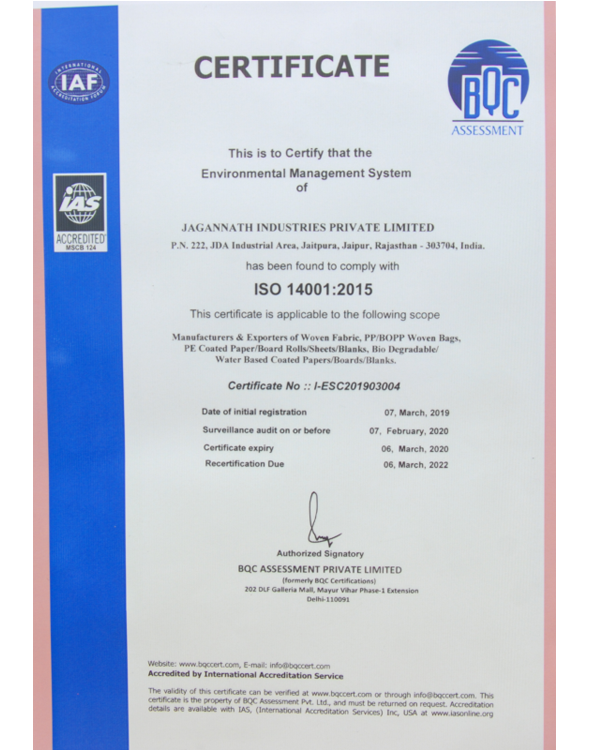 CERTIFICATE
INTERNATIONAL
IAF
ACCREDITATION FORUM
BQC
ASSESSMENT
This is to Certify that the
Environmental Management System
of
IAS
ACCREDITED
MSCB 124
JAGANNATH INDUSTRIES PRIVATE LIMITED
P.N. 222, JDA Industrial Area, Jaitpura, Jaipur, Rajasthan - 303704, India.
has been found to comply with
ISO 14001:2015
This certificate is applicable to the following scope
Manufacturers & Exporters of Woven Fabric, PP/BOPP Woven Bags,
PE Coated Paper/Board Rolls/Sheets/Blanks, Bio Degradable/
Water Based Coated Papers/Boards/Blanks.
Certificate No :: I-ESC201903004
Date of initial registration 07, March, 2019
Surveillance audit on or before 07, February, 2020
Certificate expiry 06, March, 2020
Recertification Due 06, March, 2022
Authorized Signatory
BQC ASSESSMENT PRIVATE LIMITED
(formerly BQC Certifications)
202 DLF Galleria Mall, Mayur Vihar Phase-1 Extension
Delhi-110091
Website: www.bqccert.com, E-mail: info@bqccert.com
Accredited by International Accreditation Service
The validity of this certificate can be verified at www.bqccert.com or through info@bqccert.com. This
certificate is the property of BQC Assessment Pvt. Ltd., and must be returned on request. Accreditation
details are available with IAS, (International Accreditation Services) Inc, USA at www.iasonline.org